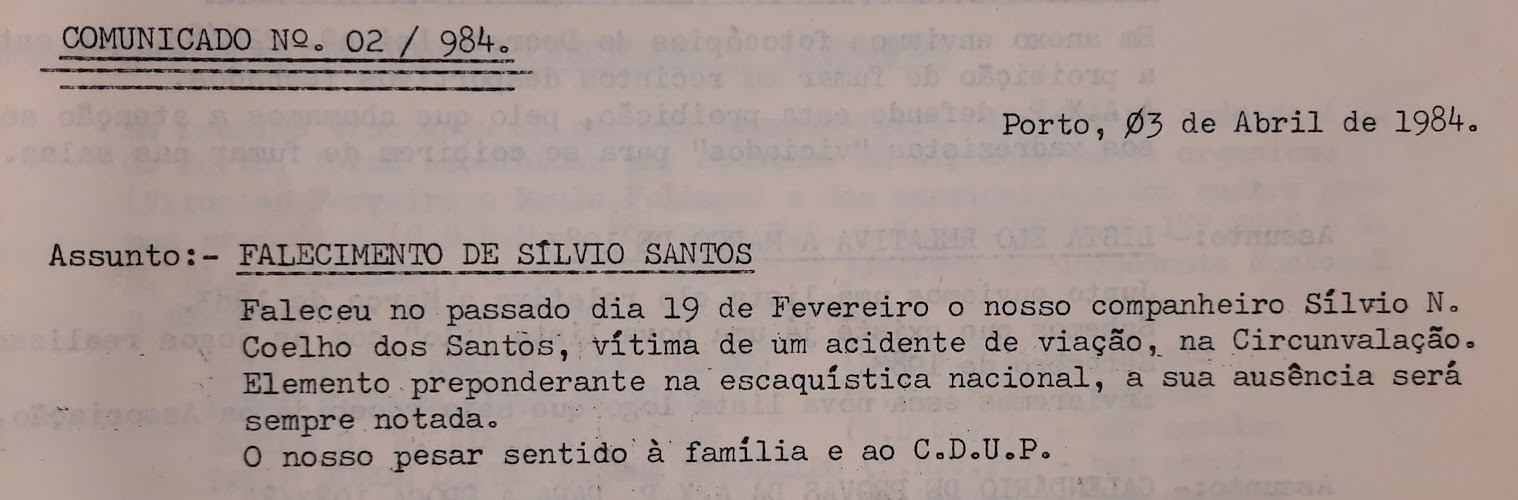 COMUNICADO Nº. 02 / 984.
Porto, Ø3 de Abril de 1984.
Assunto:- FALECIMENTO DE SÍLVIO SANTOS
Faleceu no passado dia 19 de Fevereiro o nosso companheiro Sílvio N.
Coelho dos Santos, vítima de um acidente de viação, na Circunvalação.
Elemento preponderante na escaquística nacional, a sua ausência será
sempre notada.
O nosso pesar sentido à família e ao C.D.U.P.